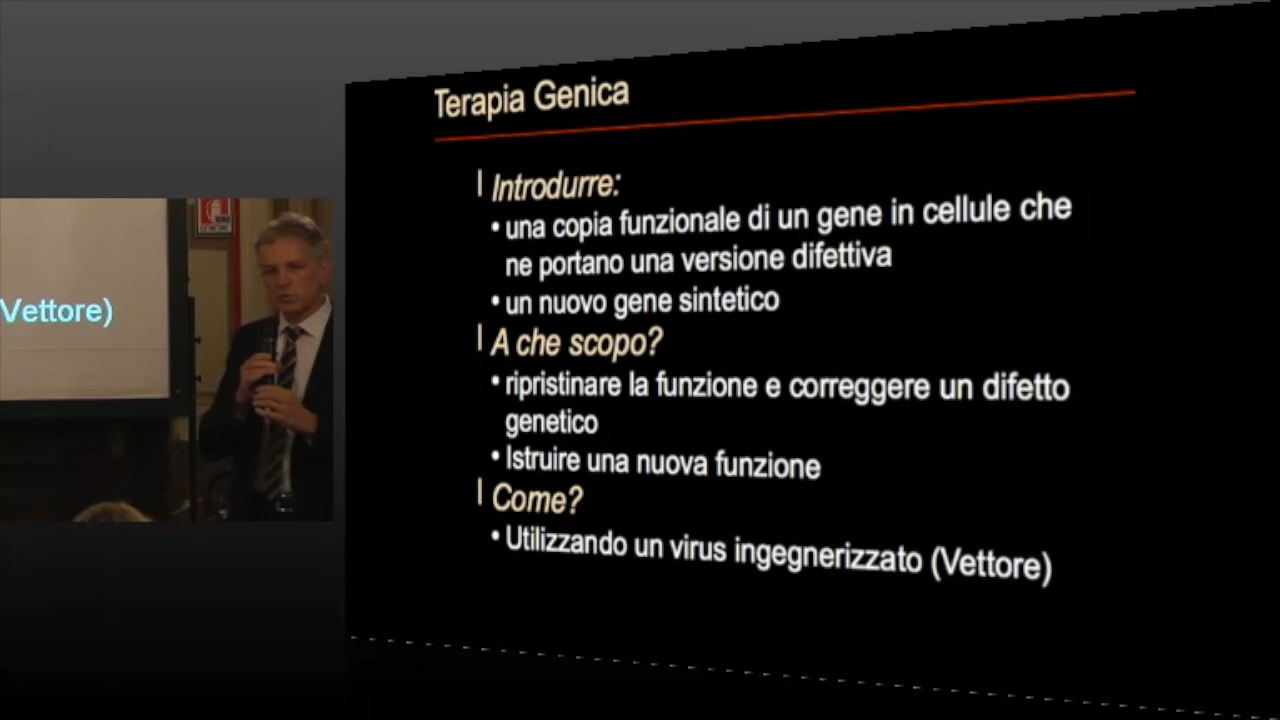 Terapia Genica
Introdurre:
• una copia funzionale di un gene in cellule che
ne portano una versione difettiva
• un nuovo gene sintetico
A che scopo?
• ripristinare la funzione e correggere un difetto
genetico
• Istruire una nuova funzione
Come?
• Utilizzando un virus ingegnerizzato (Vettore)
Vettore)